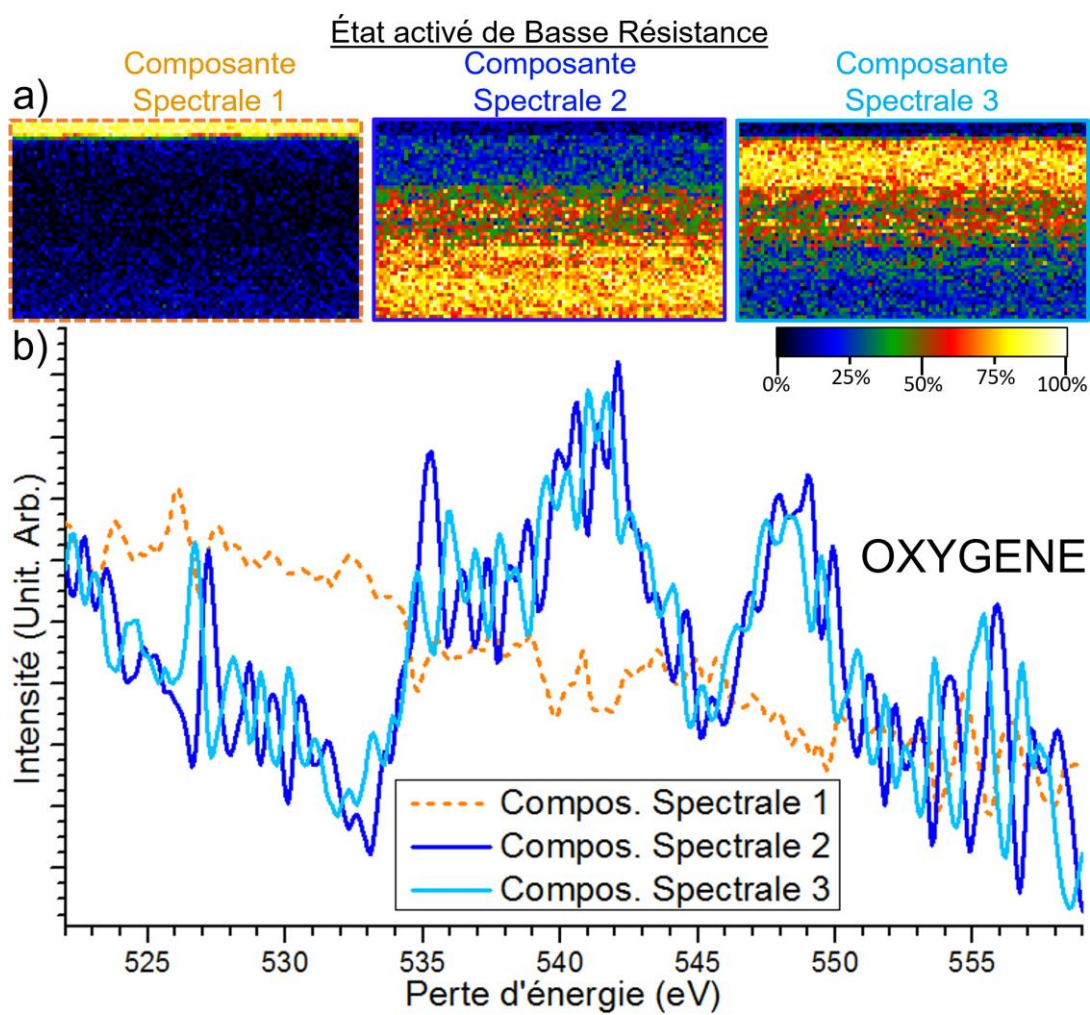 État activé de Basse Résistance
Composante
Spectrale 1
Composante
Spectrale 2
Composante
Spectrale 3
a)
0% 25% 50% 75% 100%
b)
OXYGENE
Intensité (Unit. Arb.)
Compos. Spectrale 1
Compos. Spectrale 2
Compos. Spectrale 3
525 530 535 540 545 550 555
Perte d'énergie (eV)